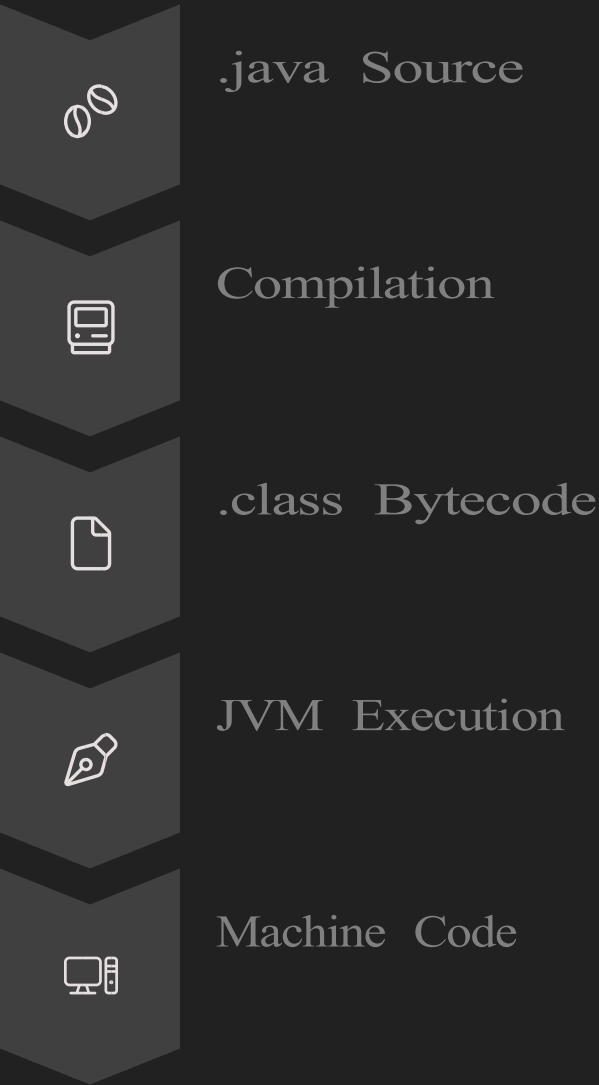 .java Source
Compilation
.class Bytecode
JVM Execution
Machine Code